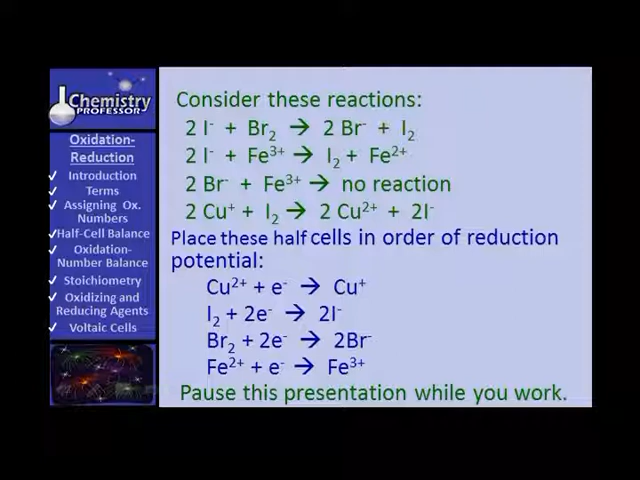 Chemistry
PROFESSOR
Oxidation-
Reduction
✓ Introduction
✓ Terms
✓ Assigning Ox.
Numbers
✓ Half-Cell Balance
✓ Oxidation-
Number Balance
✓ Stoichiometry
✓ Oxidizing and
Reducing Agents
✓ Voltaic Cells
Consider these reactions:
2 I⁻ + Br₂ → 2 Br⁻ + I₂
2 I⁻ + Fe³⁺ → I₂ + Fe²⁺
2 Br⁻ + Fe³⁺ → no reaction
2 Cu⁺ + I₂ → 2 Cu²⁺ + 2I⁻
Place these half cells in order of reduction
potential:
Cu²⁺ + e⁻ → Cu⁺
I₂ + 2e⁻ → 2I⁻
Br₂ + 2e⁻ → 2Br⁻
Fe²⁺ + e⁻ → Fe³⁺
Pause this presentation while you work.